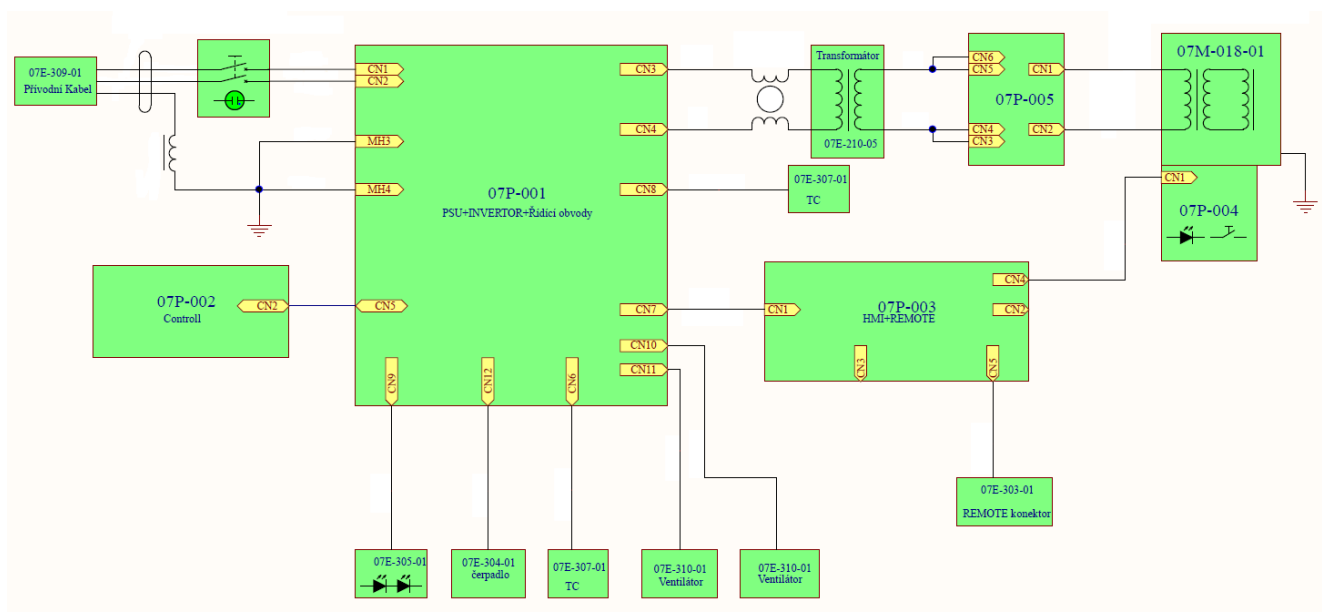 07E-309-01
Přívodní Kabel
CN1
CN2
MH3
MH4
CN3
CN4
CN8
07P-001
PSU+INVERTOR+Řídící obvody
CN5
CN7
CN10
CN11
CN9
CN12
CN6
07P-002
Controll
CN2
Transformátor
07E-210-05
07E-307-01
TC
CN6
CN5
07P-005
CN4
CN3
CN1
CN2
07M-018-01
CN1
07P-004
CN1
07P-003
HMI+REMOTE
CN4
CN2
CN3
CN5
07E-303-01
REMOTE konektor
07E-305-01
07E-304-01
čerpadlo
07E-307-01
TC
07E-310-01
Ventilátor
07E-310-01
Ventilátor